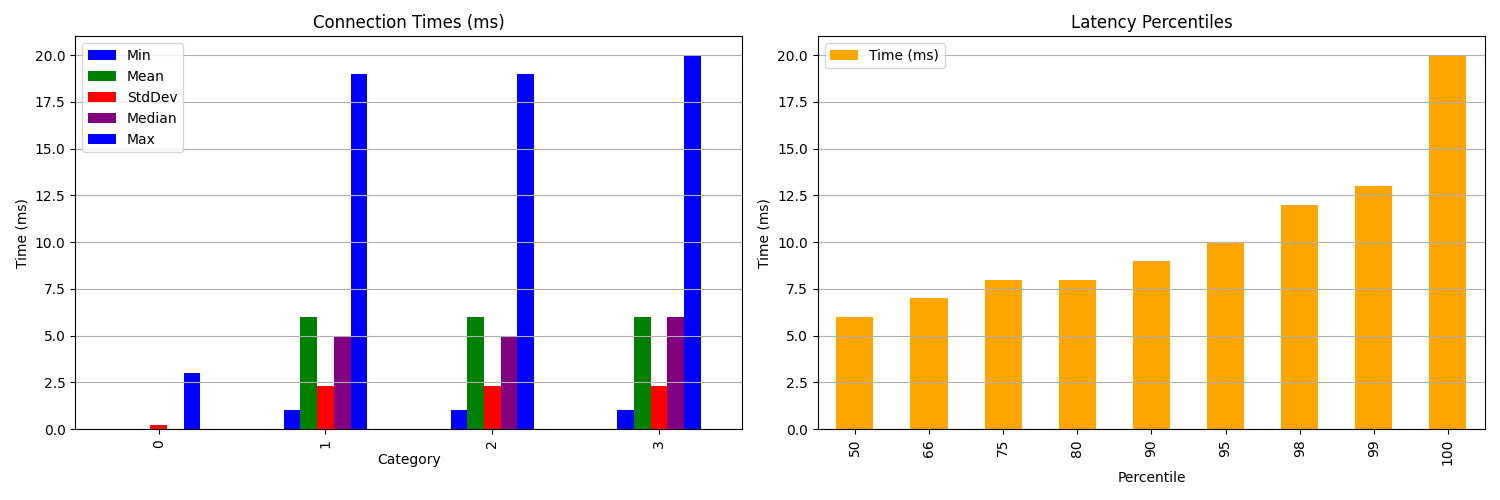 Connection Times (ms)
Min
Mean
StdDev
Median
Max
20.0
17.5
15.0
12.5
10.0
7.5
5.0
2.5
0.0
Time (ms)
0
1
2
3
Category
Latency Percentiles
Time (ms)
20.0
17.5
15.0
12.5
10.0
7.5
5.0
2.5
0.0
Time (ms)
50
66
75
80
90
95
98
99
100
Percentile